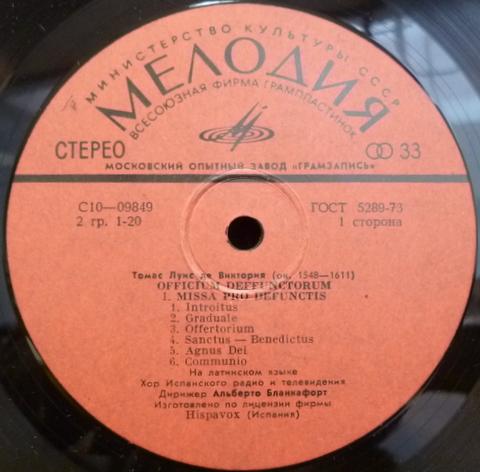 МИНИСТЕРСТВО КУЛЬТУРЫ СССР
МЕЛОДИЯ
ВСЕСОЮЗНАЯ ФИРМА ГРАМПЛАСТИНОК
СТЕРЕО
33
МОСКОВСКИЙ ОПЫТНЫЙ ЗАВОД «ГРАМЗАПИСЬ»
С10—09849
ГОСТ 5289-73
2 гр. 1-20
1 сторона
Томас Луис де Виктория (ок. 1548—1611)
OFFICIUM DEFFUNCTORUM
1. MISSA PRO DEFUNCTIS
1. Introitus
2. Graduale
3. Offertorium
4. Sanctus — Benedictus
5. Agnus Dei
6. Communio
На латинском языке
Хор Испанского радио и телевидения
Дирижер Альберто Бланкафорт
Изготовлено по лицензии фирмы
Hispavox (Испания)